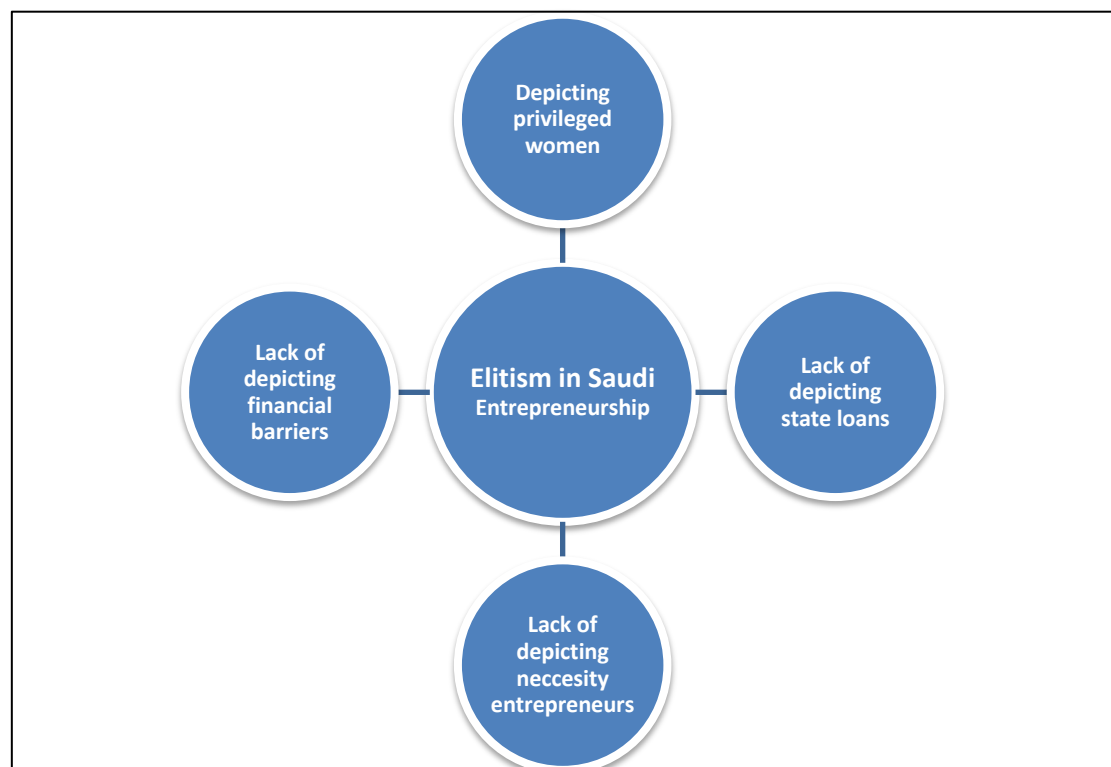 Depicting
privileged
women
Lack of
depicting
financial
barriers
Elitism in Saudi
Entrepreneurship
Lack of
depicting
state loans
Lack of
depicting
neccesity
entrepreneurs